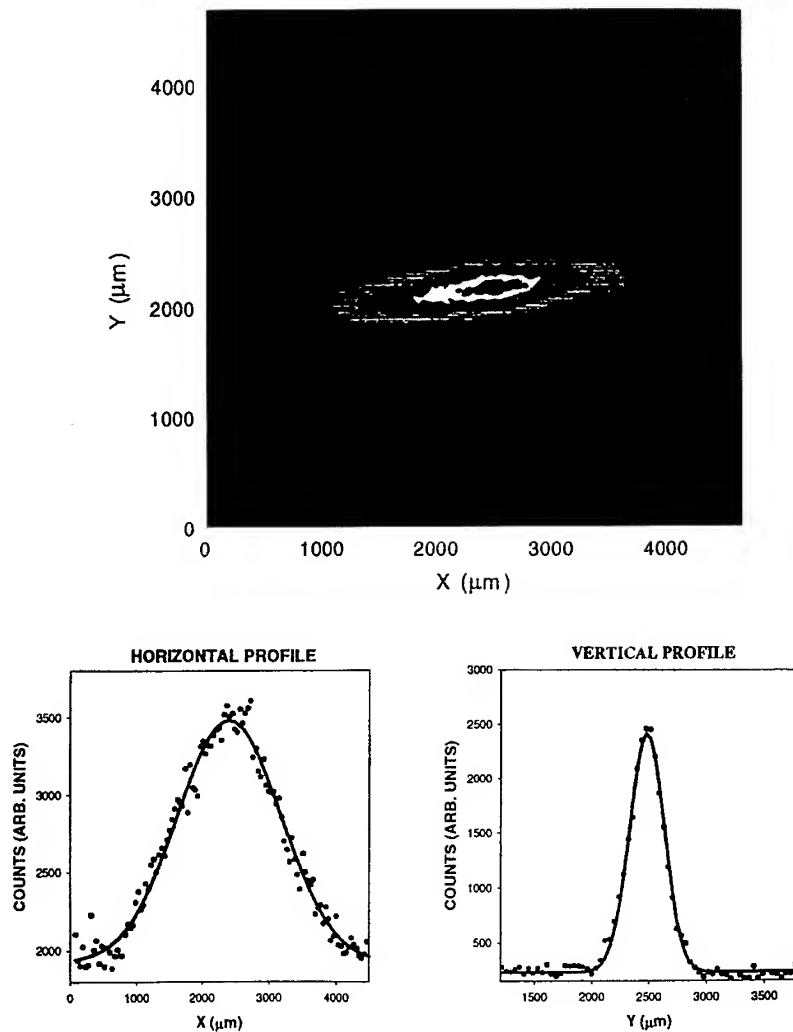 4000
3000
2000
1000
0
Y (μm)
0 1000 2000 3000 4000
X (μm)
HORIZONTAL PROFILE
3500
3000
2500
2000
COUNTS (ARB. UNITS)
0 1000 2000 3000 4000
X (μm)
VERTICAL PROFILE
3000
2500
2000
1500
1000
500
COUNTS (ARB. UNITS)
1500 2000 2500 3000 3500
Y (μm)